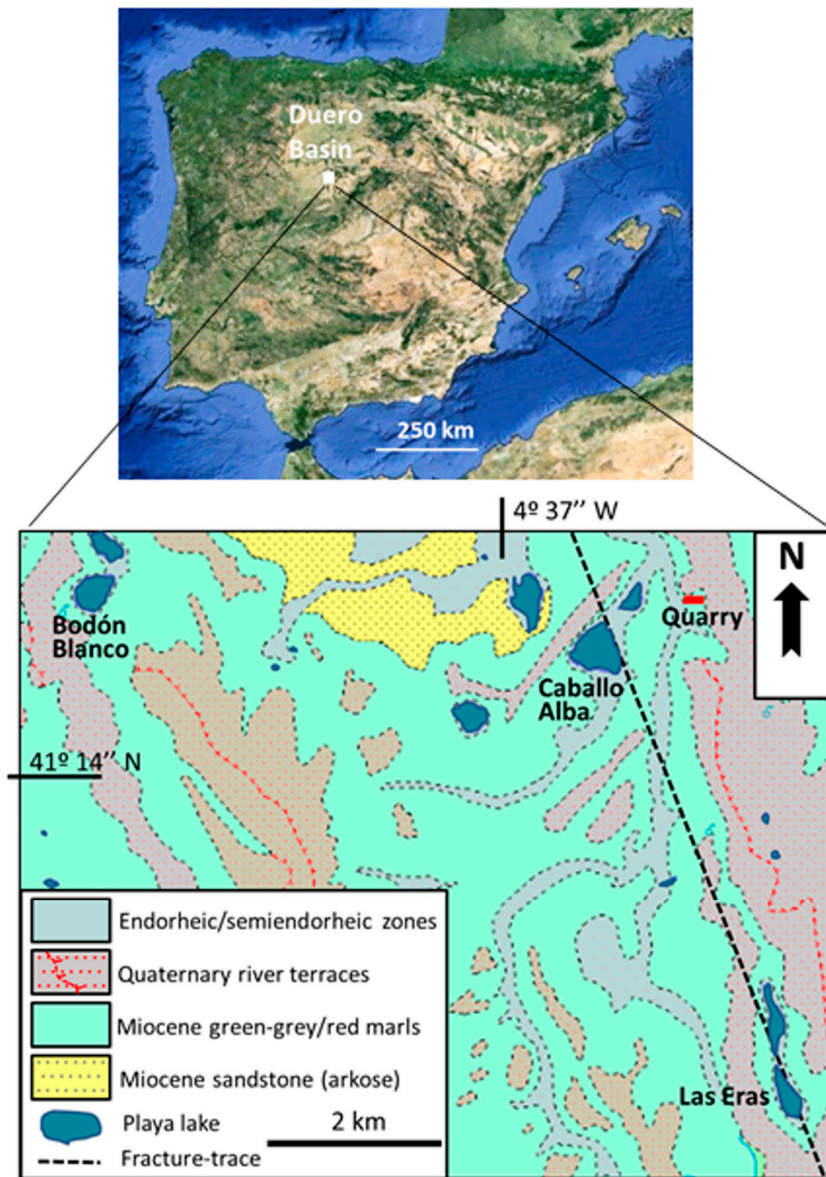 Duero
Basin
250 km
4º 37’’ W
N
Bodón
Blanco
Quarry
Caballo
Alba
41º 14’’ N
Endorheic/semiendorheic zones
Quaternary river terraces
Miocene green-grey/red marls
Miocene sandstone (arkose)
Playa lake
2 km
Fracture-trace
Las Eras